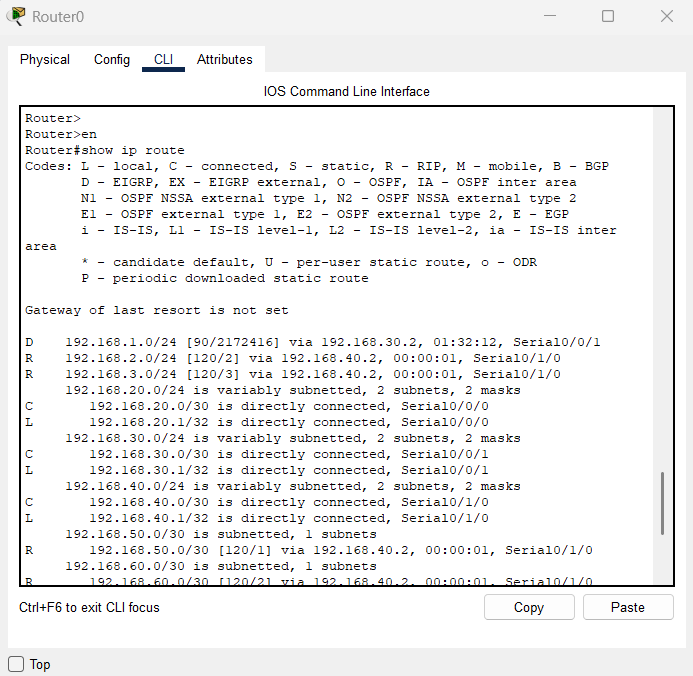 Router0
Physical Config CLI Attributes
IOS Command Line Interface
Router>
Router>en
Router#show ip route
Codes: L - local, C - connected, S - static, R - RIP, M - mobile, B - BGP
D - EIGRP, EX - EIGRP external, O - OSPF, IA - OSPF inter area
N1 - OSPF NSSA external type 1, N2 - OSPF NSSA external type 2
E1 - OSPF external type 1, E2 - OSPF external type 2, E - EGP
i - IS-IS, L1 - IS-IS level-1, L2 - IS-IS level-2, ia - IS-IS inter
area
* - candidate default, U - per-user static route, o - ODR
P - periodic downloaded static route
Gateway of last resort is not set
D 192.168.1.0/24 [90/2172416] via 192.168.30.2, 01:32:12, Serial0/0/1
R 192.168.2.0/24 [120/2] via 192.168.40.2, 00:00:01, Serial0/1/0
R 192.168.3.0/24 [120/3] via 192.168.40.2, 00:00:01, Serial0/1/0
192.168.20.0/24 is variably subnetted, 2 subnets, 2 masks
C 192.168.20.0/30 is directly connected, Serial0/0/0
L 192.168.20.1/32 is directly connected, Serial0/0/0
192.168.30.0/24 is variably subnetted, 2 subnets, 2 masks
C 192.168.30.0/30 is directly connected, Serial0/0/1
L 192.168.30.1/32 is directly connected, Serial0/0/1
192.168.40.0/24 is variably subnetted, 2 subnets, 2 masks
C 192.168.40.0/30 is directly connected, Serial0/1/0
L 192.168.40.1/32 is directly connected, Serial0/1/0
192.168.50.0/30 is subnetted, 1 subnets
R 192.168.50.0/30 [120/1] via 192.168.40.2, 00:00:01, Serial0/1/0
192.168.60.0/30 is subnetted, 1 subnets
R 192.168.60.0/30 [120/2] via 192.168.40.2, 00:00:01, Serial0/1/0
Ctrl+F6 to exit CLI focus
Copy
Paste
Top